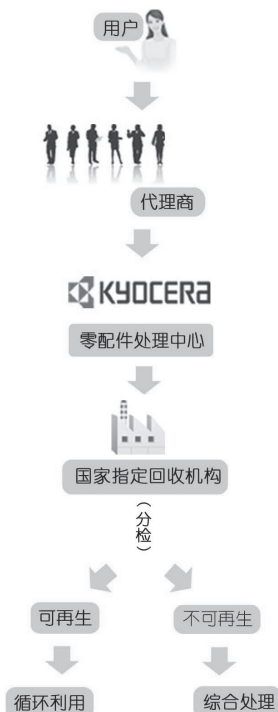 用户
代理商
KYOCERA
零配件处理中心
国家指定回收机构
（分检）
可再生
不可再生
循环利用
综合处理